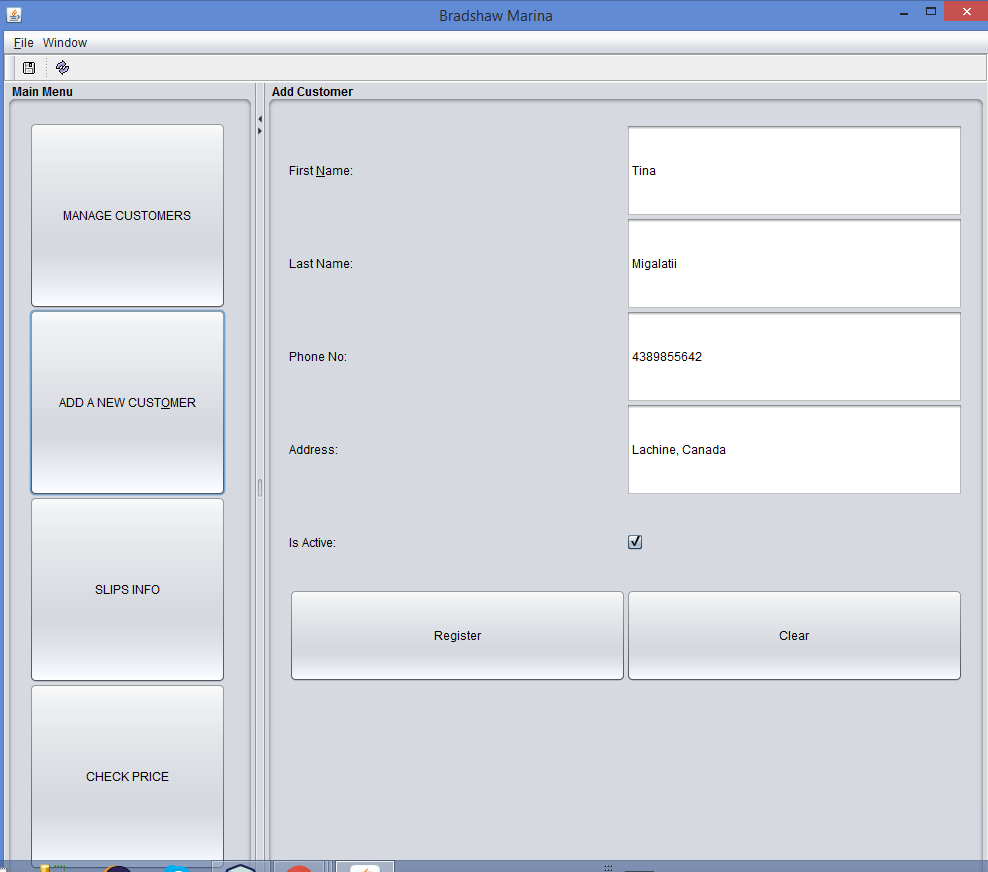 Bradshaw Marina
File Window
Main Menu
Add Customer
MANAGE CUSTOMERS
ADD A NEW CUSTOMER
SLIPS INFO
CHECK PRICE
First Name:
Tina
Last Name:
Migalatii
Phone No:
4389855642
Address:
Lachine, Canada
Is Active:
Register
Clear